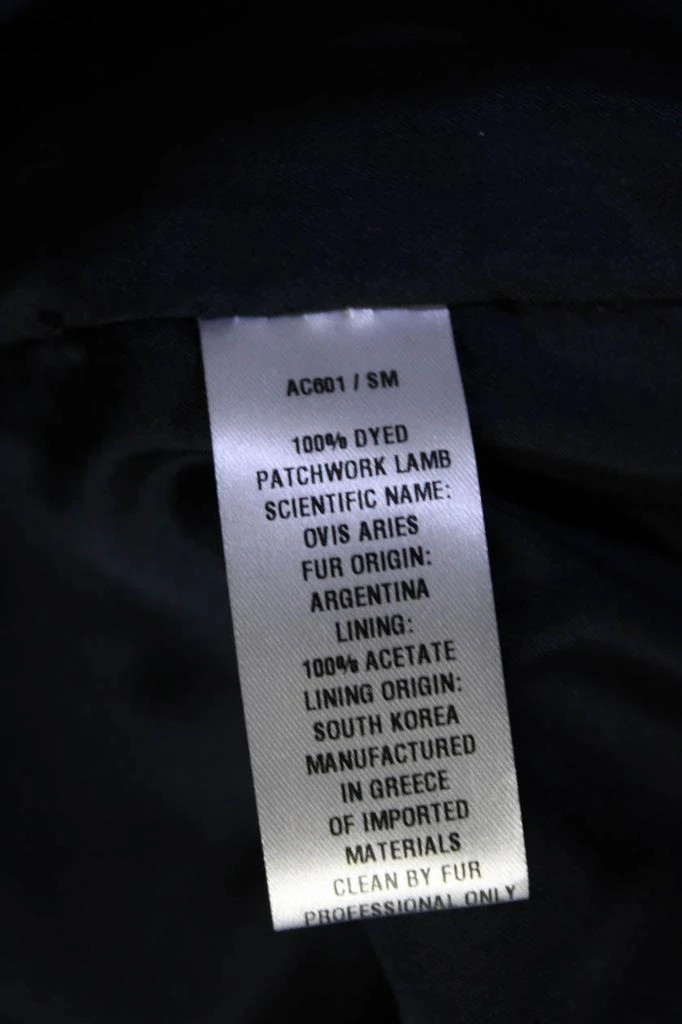 AC601 / SM
100% DYED
PATCHWORK LAMB
SCIENTIFIC NAME:
OVIS ARIES
FUR ORIGIN:
ARGENTINA
LINING:
100% ACETATE
LINING ORIGIN:
SOUTH KOREA
MANUFACTURED
IN GREECE
OF IMPORTED
MATERIALS
CLEAN BY FUR
PROFESSIONAL ONLY